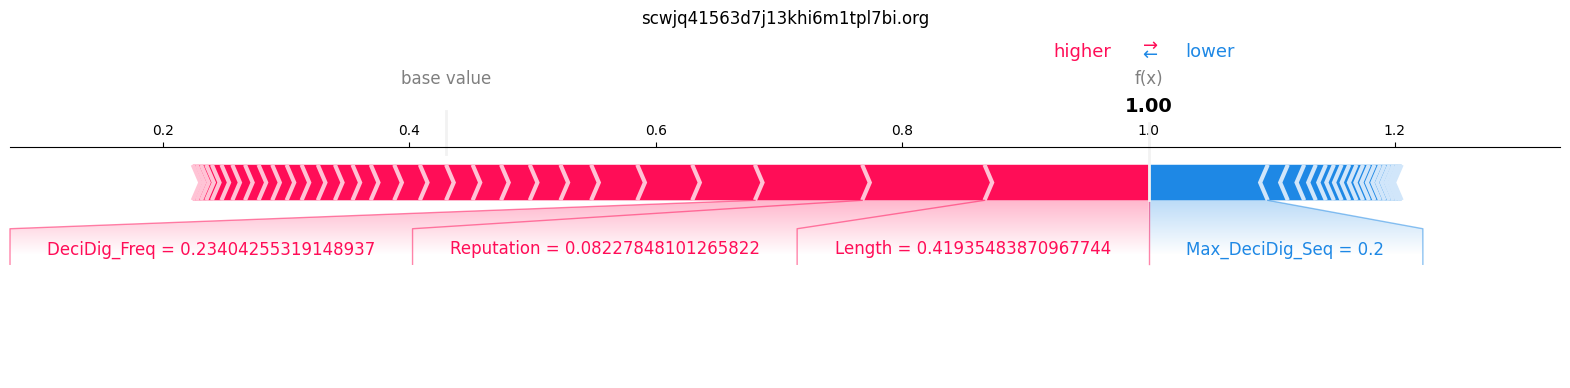 scwjq41563d7j13khi6m1tpl7bi.org
higher → ← lower
base value f(x)
1.00
0.2 0.4 0.6 0.8 1.0 1.2
DeciDig_Freq = 0.23404255319148937 Reputation = 0.08227848101265822 Length = 0.41935483870967744 Max_DeciDig_Seq = 0.2